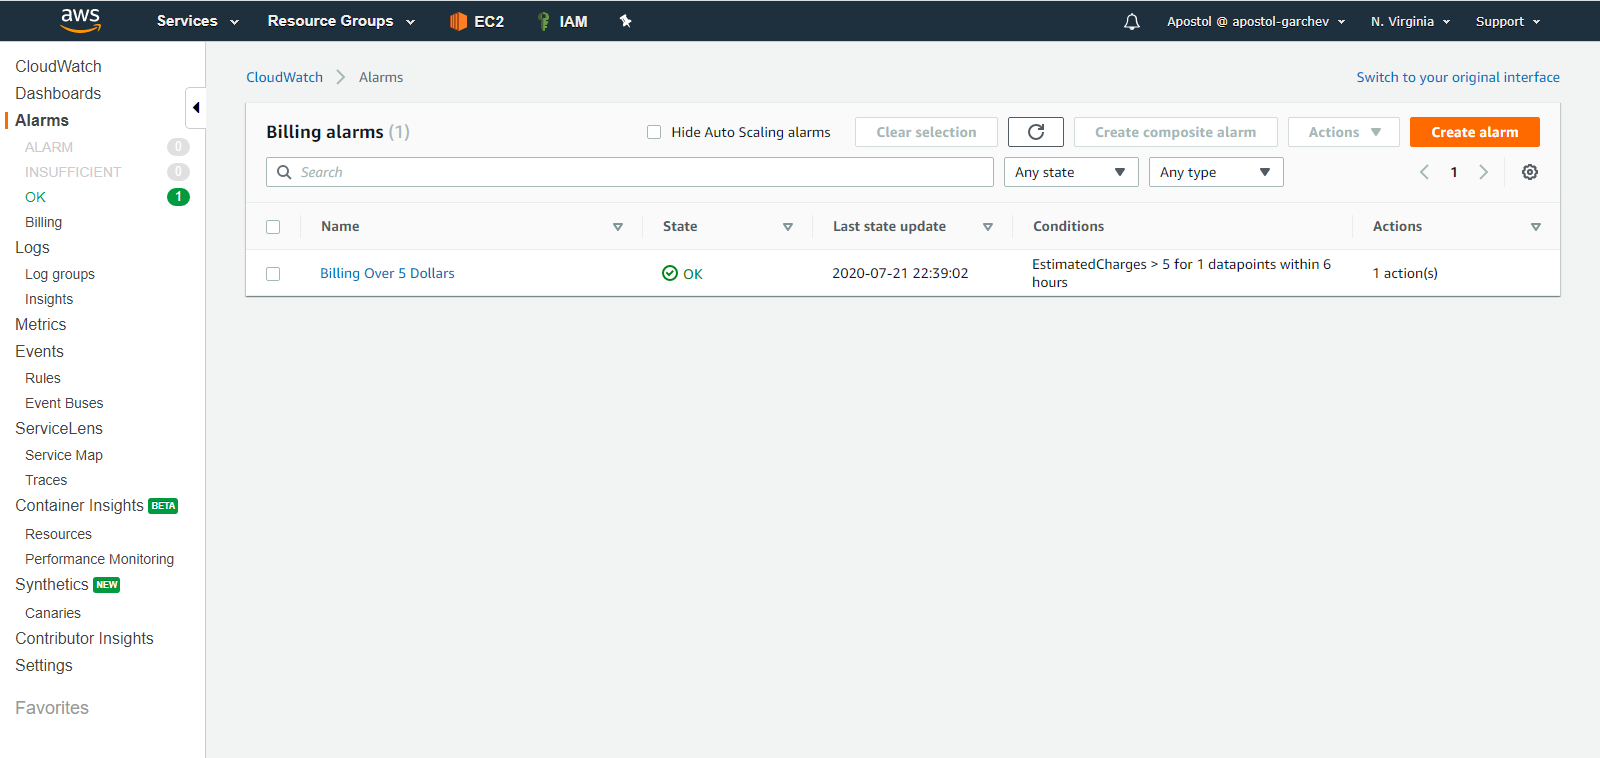 aws Services Resource Groups EC2 IAM Apostol @ apostol-garchev N. Virginia Support
CloudWatch
Dashboards
Alarms
ALARM 0
INSUFFICIENT 0
OK 1
Billing
Logs
Log groups
Insights
Metrics
Events
Rules
Event Buses
ServiceLens
Service Map
Traces
Container Insights BETA
Resources
Performance Monitoring
Synthetics NEW
Canaries
Contributor Insights
Settings
Favorites
CloudWatch Alarms Switch to your original interface
Billing alarms (1) Hide Auto Scaling alarms Clear selection Create composite alarm Actions Create alarm
Search Any state Any type 1
Name State Last state update Conditions Actions
Billing Over 5 Dollars OK 2020-07-21 22:39:02 EstimatedCharges > 5 for 1 datapoints within 6 1 action(s)
hours